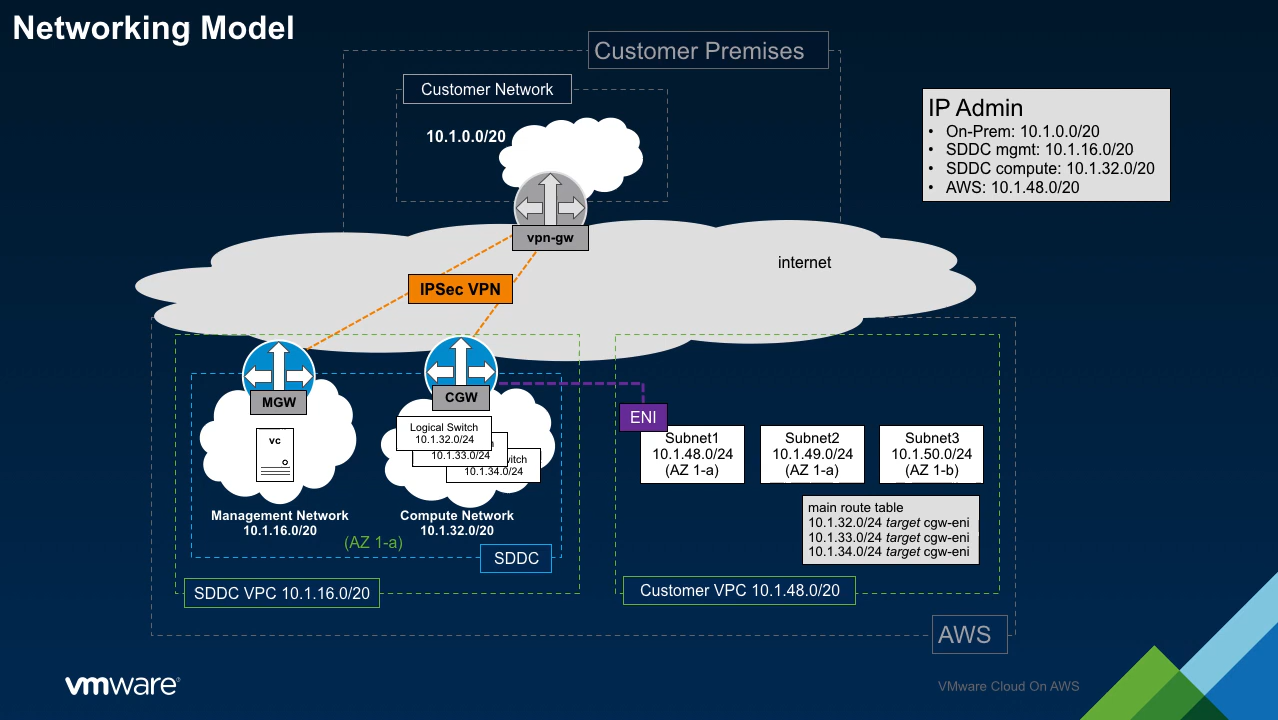 Networking Model
Customer Premises
Customer Network
10.1.0.0/20
IP Admin
• On-Prem: 10.1.0.0/20
• SDDC mgmt: 10.1.16.0/20
• SDDC compute: 10.1.32.0/20
• AWS: 10.1.48.0/20
vpn-gw
internet
IPSec VPN
MGW
CGW
vc
Logical Switch
10.1.32.0/24
10.1.33.0/24
10.1.34.0/24
Management Network
10.1.16.0/20
Compute Network
10.1.32.0/20
(AZ 1-a)
SDDC
SDDC VPC 10.1.16.0/20
ENI
Subnet1
10.1.48.0/24
(AZ 1-a)
Subnet2
10.1.49.0/24
(AZ 1-a)
Subnet3
10.1.50.0/24
(AZ 1-b)
main route table
10.1.32.0/24 target cgw-eni
10.1.33.0/24 target cgw-eni
10.1.34.0/24 target cgw-eni
Customer VPC 10.1.48.0/20
AWS
vmware®
VMware Cloud On AWS